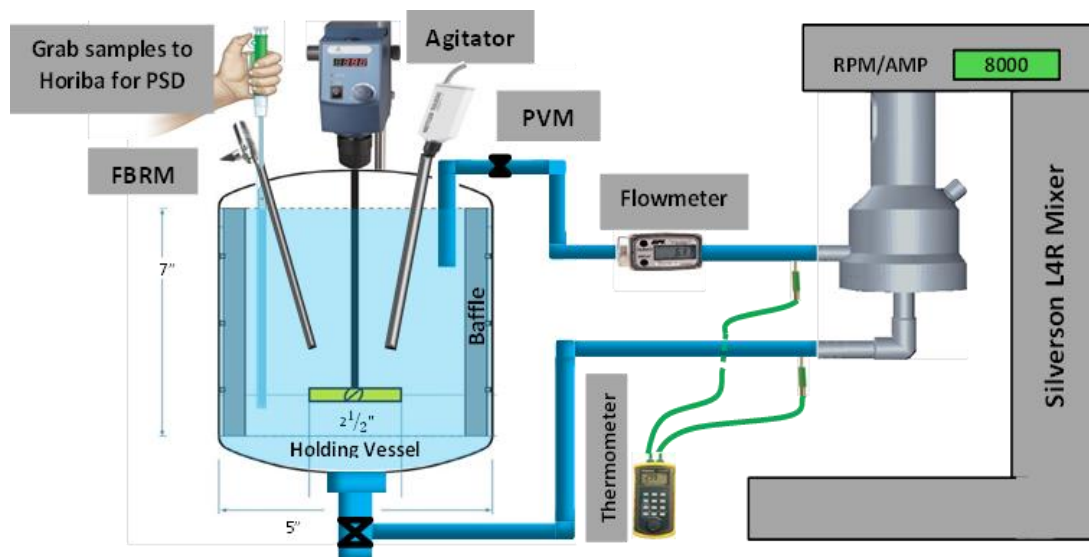 Grab samples to
Horiba for PSD
Agitator
RPM/AMP 8000
PVM
FBRM
Flowmeter
7"
Baffle
Silverson L4R Mixer
2 1/2"
Holding Vessel
Thermometer
5"